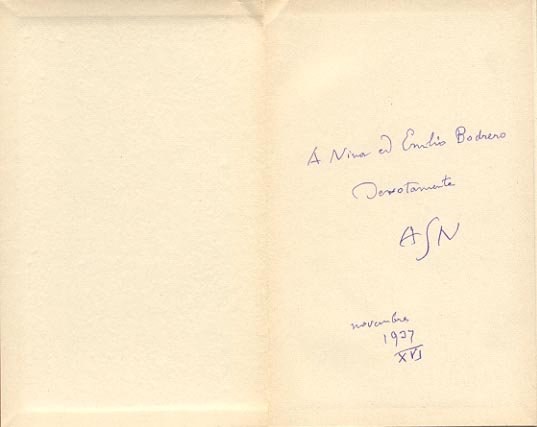 A Nina ed Emilio Bodrero
Devotamente
ASN
novembre
1937
XVI